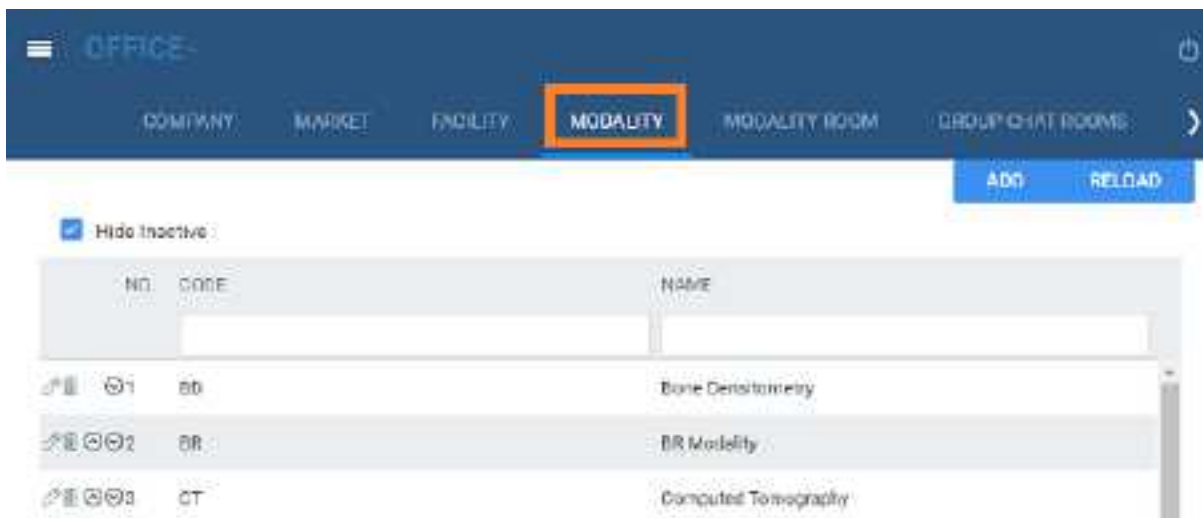 OFFICE
COMPANY MARKET FACILITY MODALITY MODALITY ROOM GROUP CHAT ROOMS
ADD RELOAD
Hide Inactive
NO. CODE NAME
1 BD Bone Densitometry
2 BR BR Modality
3 CT Computed Tomography